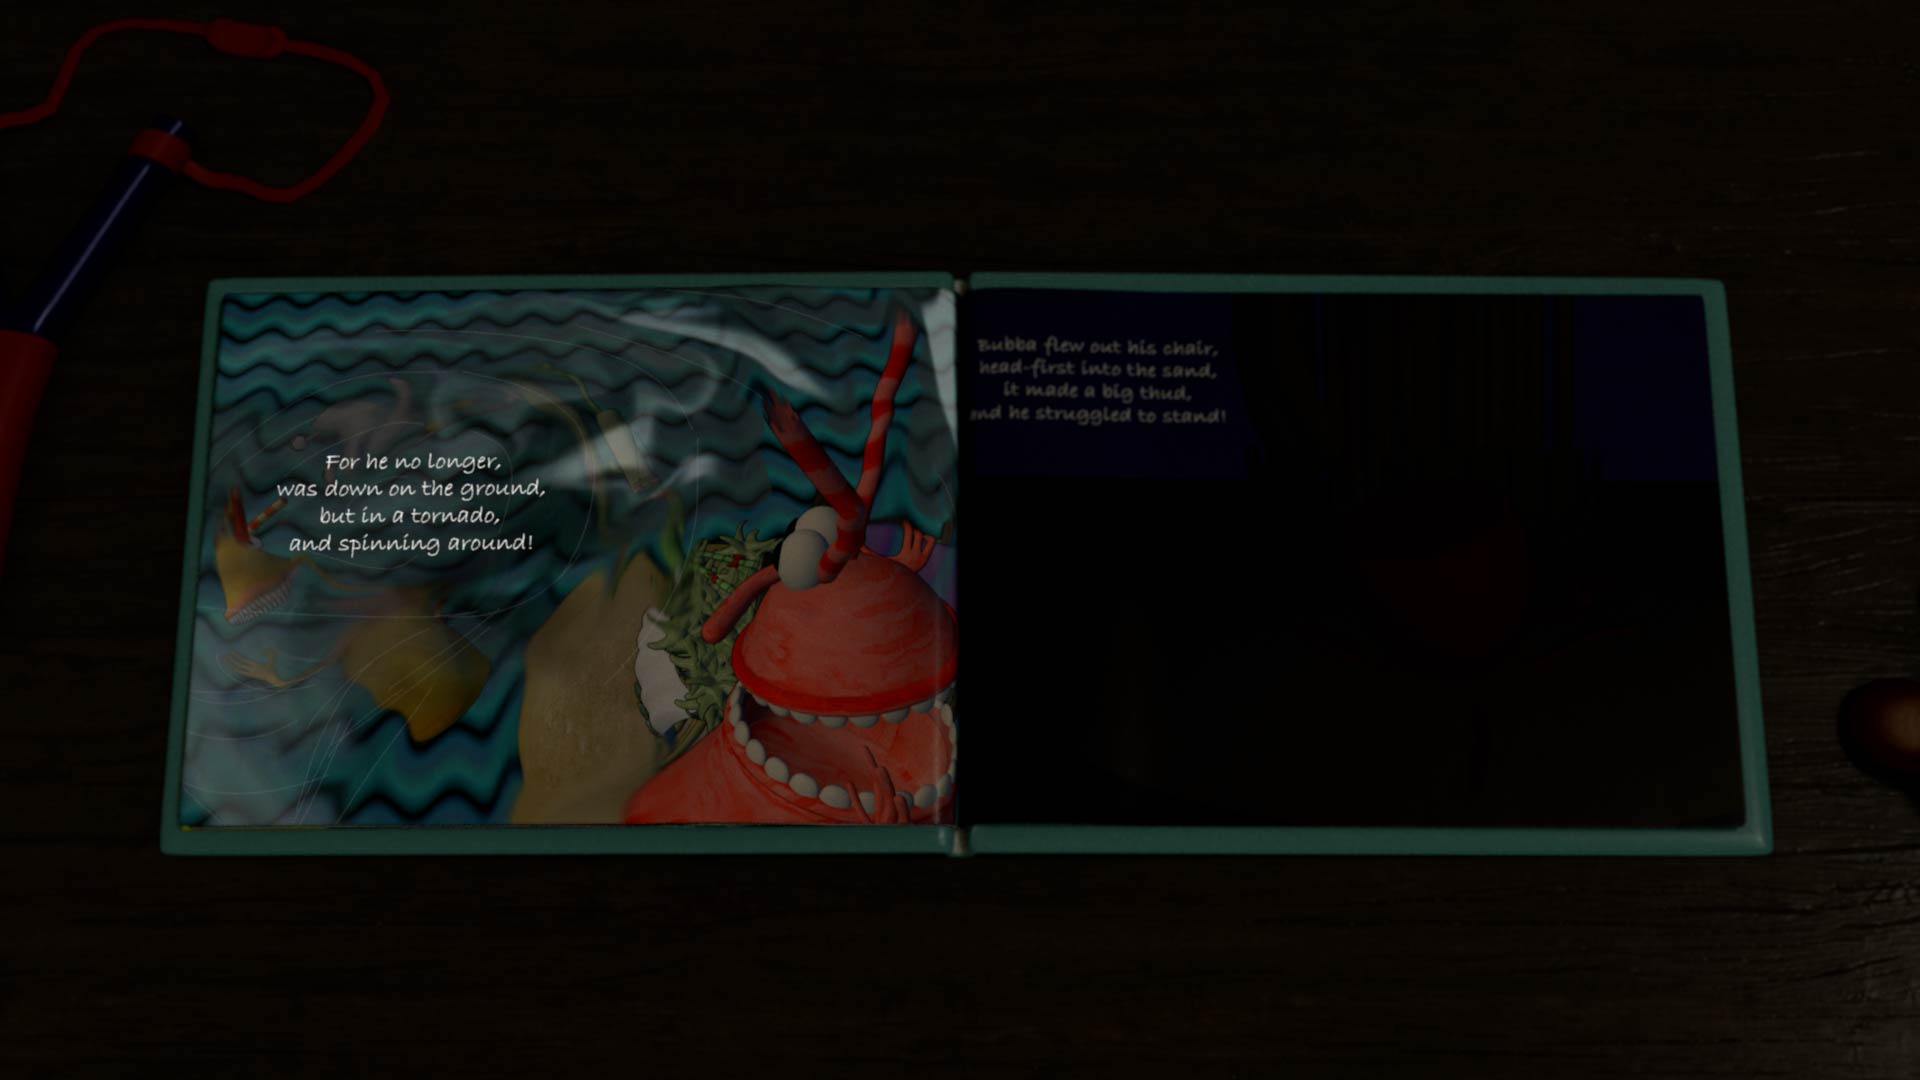 For he no longer,
was down on the ground,
but in a tornado,
and spinning around!
Bubba flew out his chair,
head-first into the sand,
it made a big thud,
and he struggled to stand!